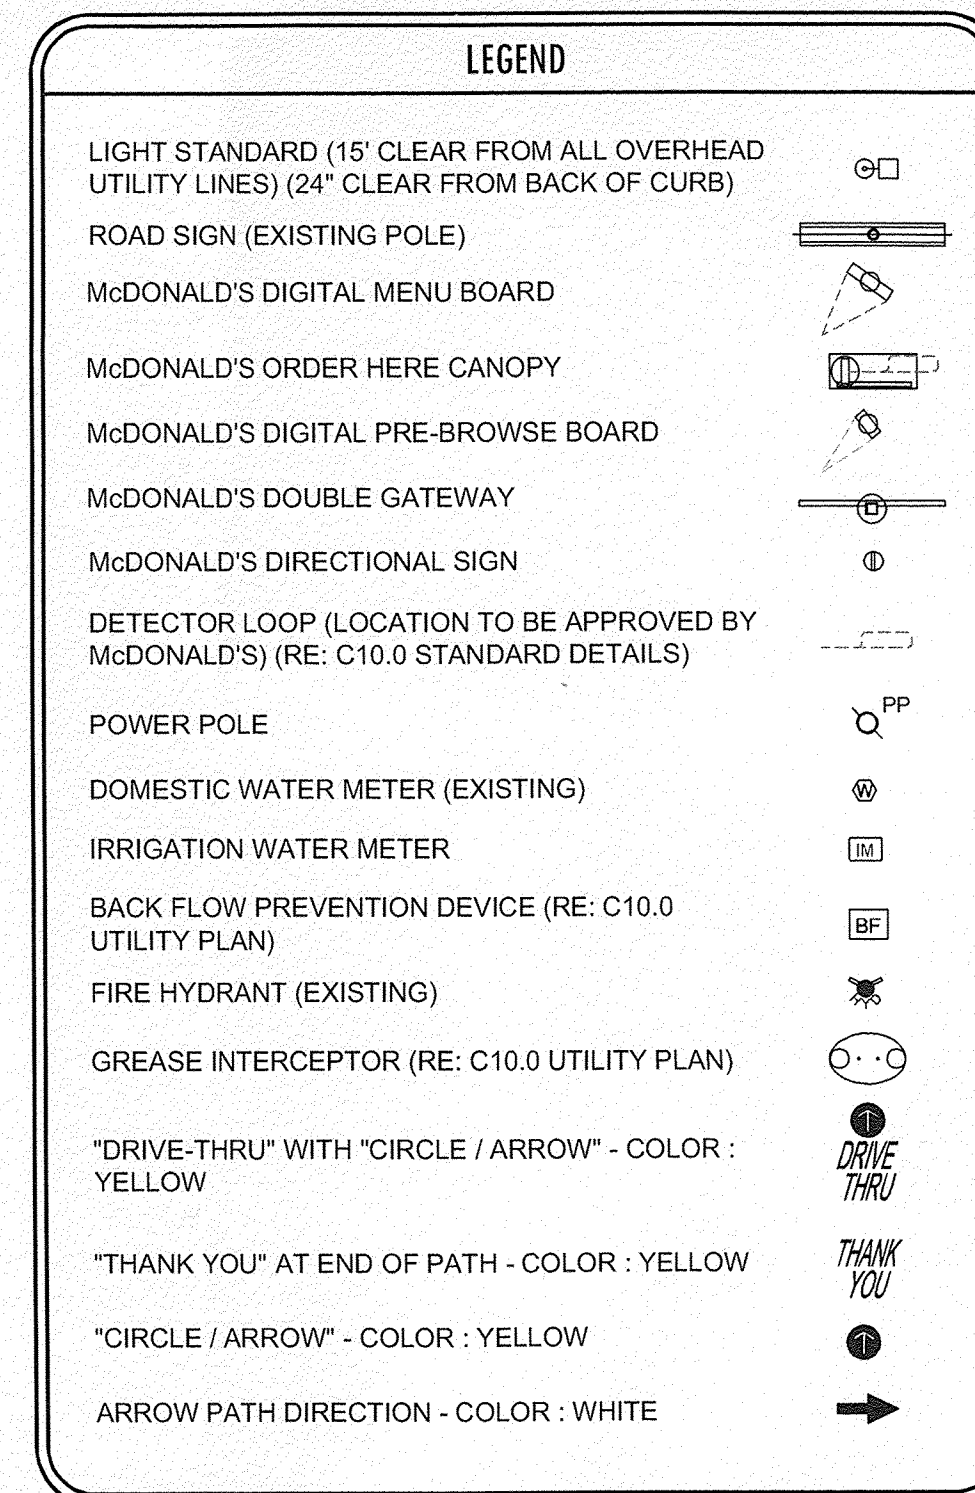 LEGEND
LIGHT STANDARD (15' CLEAR FROM ALL OVERHEAD
UTILITY LINES) (24" CLEAR FROM BACK OF CURB)
ROAD SIGN (EXISTING POLE)
McDONALD'S DIGITAL MENU BOARD
McDONALD'S ORDER HERE CANOPY
McDONALD'S DIGITAL PRE-BROWSE BOARD
McDONALD'S DOUBLE GATEWAY
McDONALD'S DIRECTIONAL SIGN
DETECTOR LOOP (LOCATION TO BE APPROVED BY
McDONALD'S) (RE: C10.0 STANDARD DETAILS)
POWER POLE
PP
DOMESTIC WATER METER (EXISTING)
W
IRRIGATION WATER METER
IM
BACK FLOW PREVENTION DEVICE (RE: C10.0
UTILITY PLAN)
BF
FIRE HYDRANT (EXISTING)
GREASE INTERCEPTOR (RE: C10.0 UTILITY PLAN)
"DRIVE-THRU" WITH "CIRCLE / ARROW" - COLOR :
YELLOW
DRIVE
THRU
"THANK YOU" AT END OF PATH - COLOR : YELLOW
THANK
YOU
"CIRCLE / ARROW" - COLOR : YELLOW
ARROW PATH DIRECTION - COLOR : WHITE